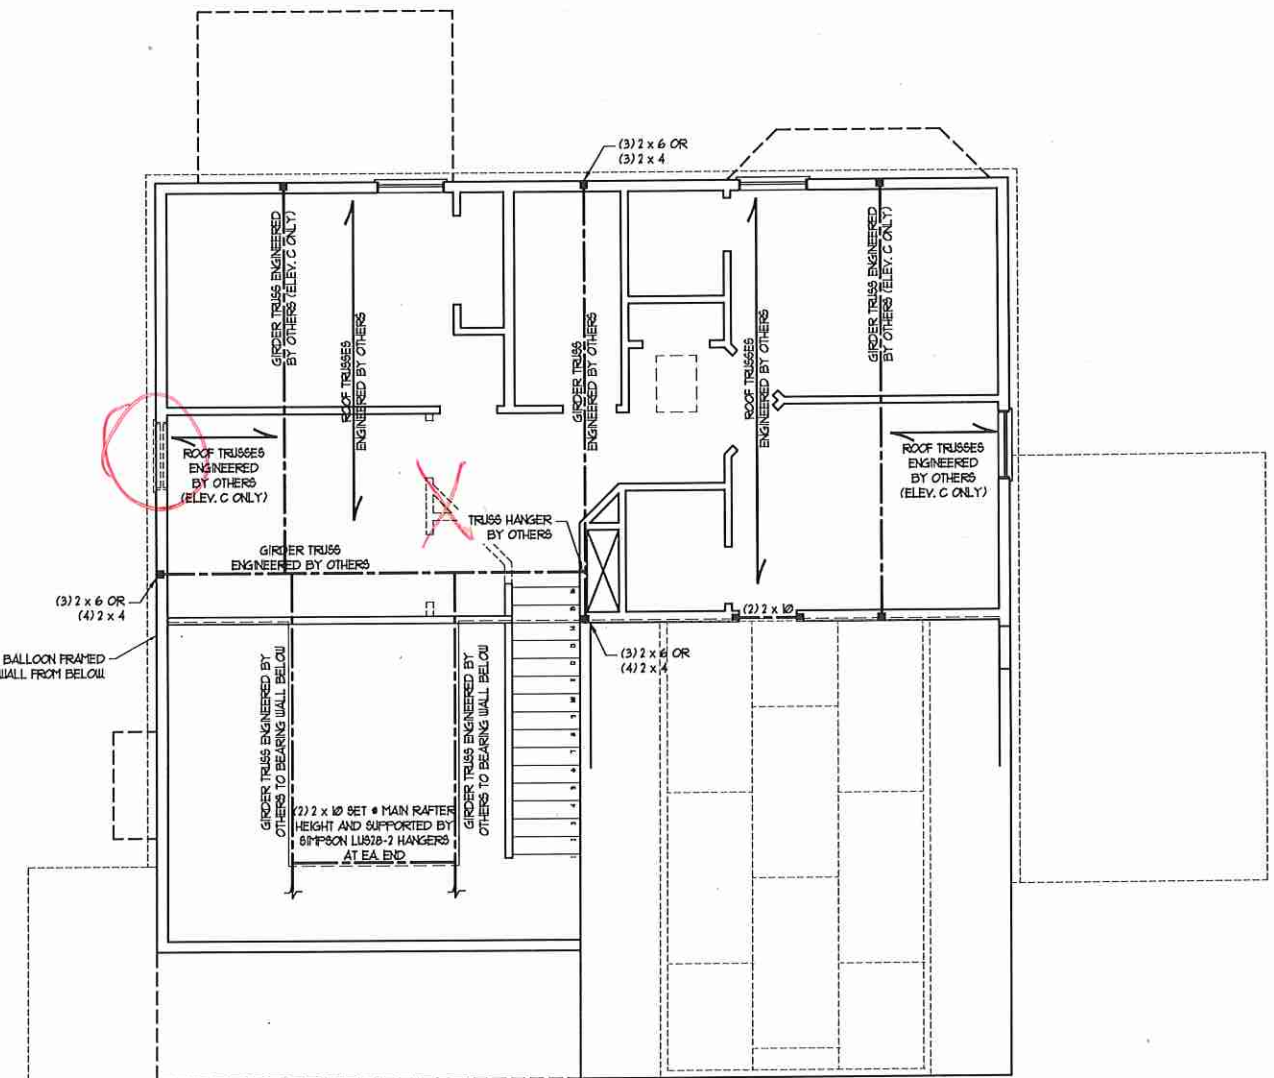 (3) 2 x 6 OR
(3) 2 x 4
GIRDER TRUSS ENGINEERED
BY OTHERS (ELEV. C ONLY)
ROOF TRUSSES
ENGINEERED BY OTHERS
GIRDER TRUSS
ENGINEERED BY OTHERS
ROOF TRUSSES
ENGINEERED BY OTHERS
GIRDER TRUSS ENGINEERED
BY OTHERS (ELEV. C ONLY)
ROOF TRUSSES
ENGINEERED
BY OTHERS
(ELEV. C ONLY)
ROOF TRUSSES
ENGINEERED
BY OTHERS
(ELEV. C ONLY)
TRUSS HANGER
BY OTHERS
GIRDER TRUSS
ENGINEERED BY OTHERS
(3) 2 x 6 OR
(4) 2 x 4
(2) 2 x 10
BALLOON FRAMED
WALL FROM BELOW
(3) 2 x 6 OR
(4) 2 x 4
GIRDER TRUSS ENGINEERED BY
OTHERS TO BEARING WALL BELOW
GIRDER TRUSS ENGINEERED BY
OTHERS TO BEARING WALL BELOW
(2) 2 x 10 SET @ MAIN RAFTER
HEIGHT AND SUPPORTED BY
SIMPSON LUS28-2 HANGERS
AT EA. END